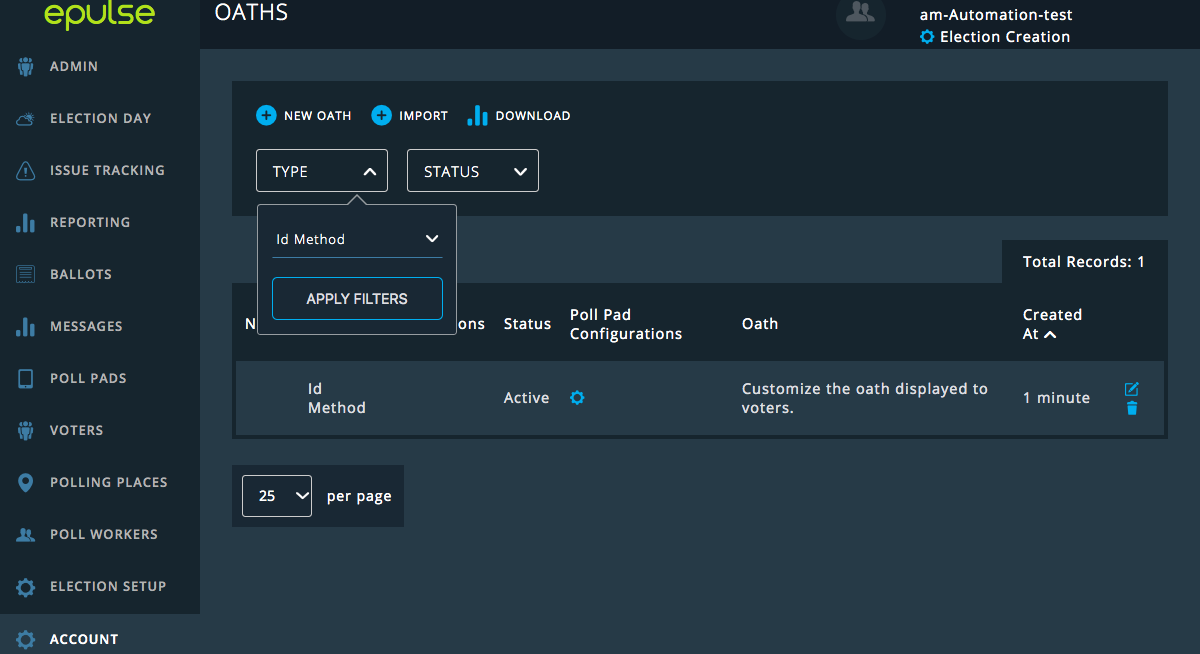 epulse
OATHS
am-Automation-test
Election Creation
ADMIN
ELECTION DAY
ISSUE TRACKING
REPORTING
BALLOTS
MESSAGES
POLL PADS
VOTERS
POLLING PLACES
POLL WORKERS
ELECTION SETUP
ACCOUNT
NEW OATH IMPORT DOWNLOAD
TYPE STATUS
Id Method
APPLY FILTERS
Total Records: 1
N ons Status Poll Pad
Configurations Oath Created
At
Id
Method Active Customize the oath displayed to
voters. 1 minute
25 per page